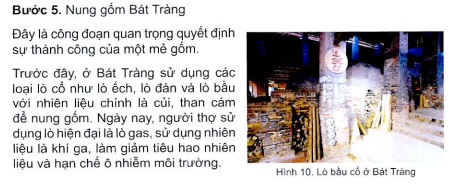 Bước 5. Nung gốm Bát Tràng
Đây là công đoạn quan trọng quyết định
sự thành công của một mẻ gốm.
Trước đây, ở Bát Tràng sử dụng các
loại lò cổ như lò ếch, lò đàn và lò bầu
với nhiên liệu chính là củi, than cám
để nung gốm. Ngày nay, người thợ sử
dụng lò hiện đại là lò gas, sử dụng nhiên
liệu là khí ga, làm giảm tiêu hao nhiên
liệu và hạn chế ô nhiễm môi trường.
Hình 10. Lò bầu cổ ở Bát Tràng